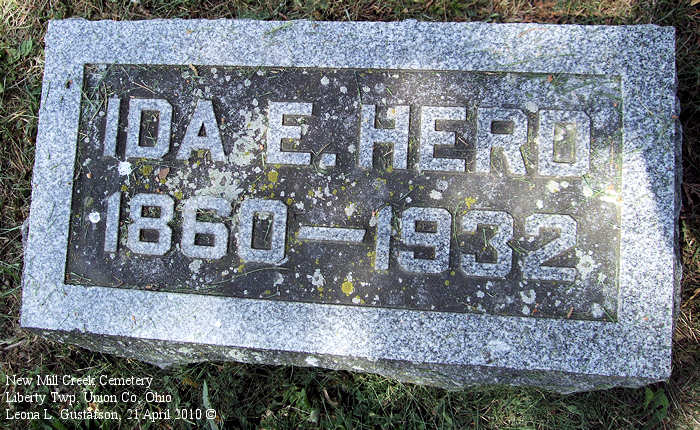 IDA E. HERD
1860—1932
New Mill Creek Cemetery
Liberty Twp, Union Co, Ohio
Leona L. Gustafson, 21 April 2010 ©